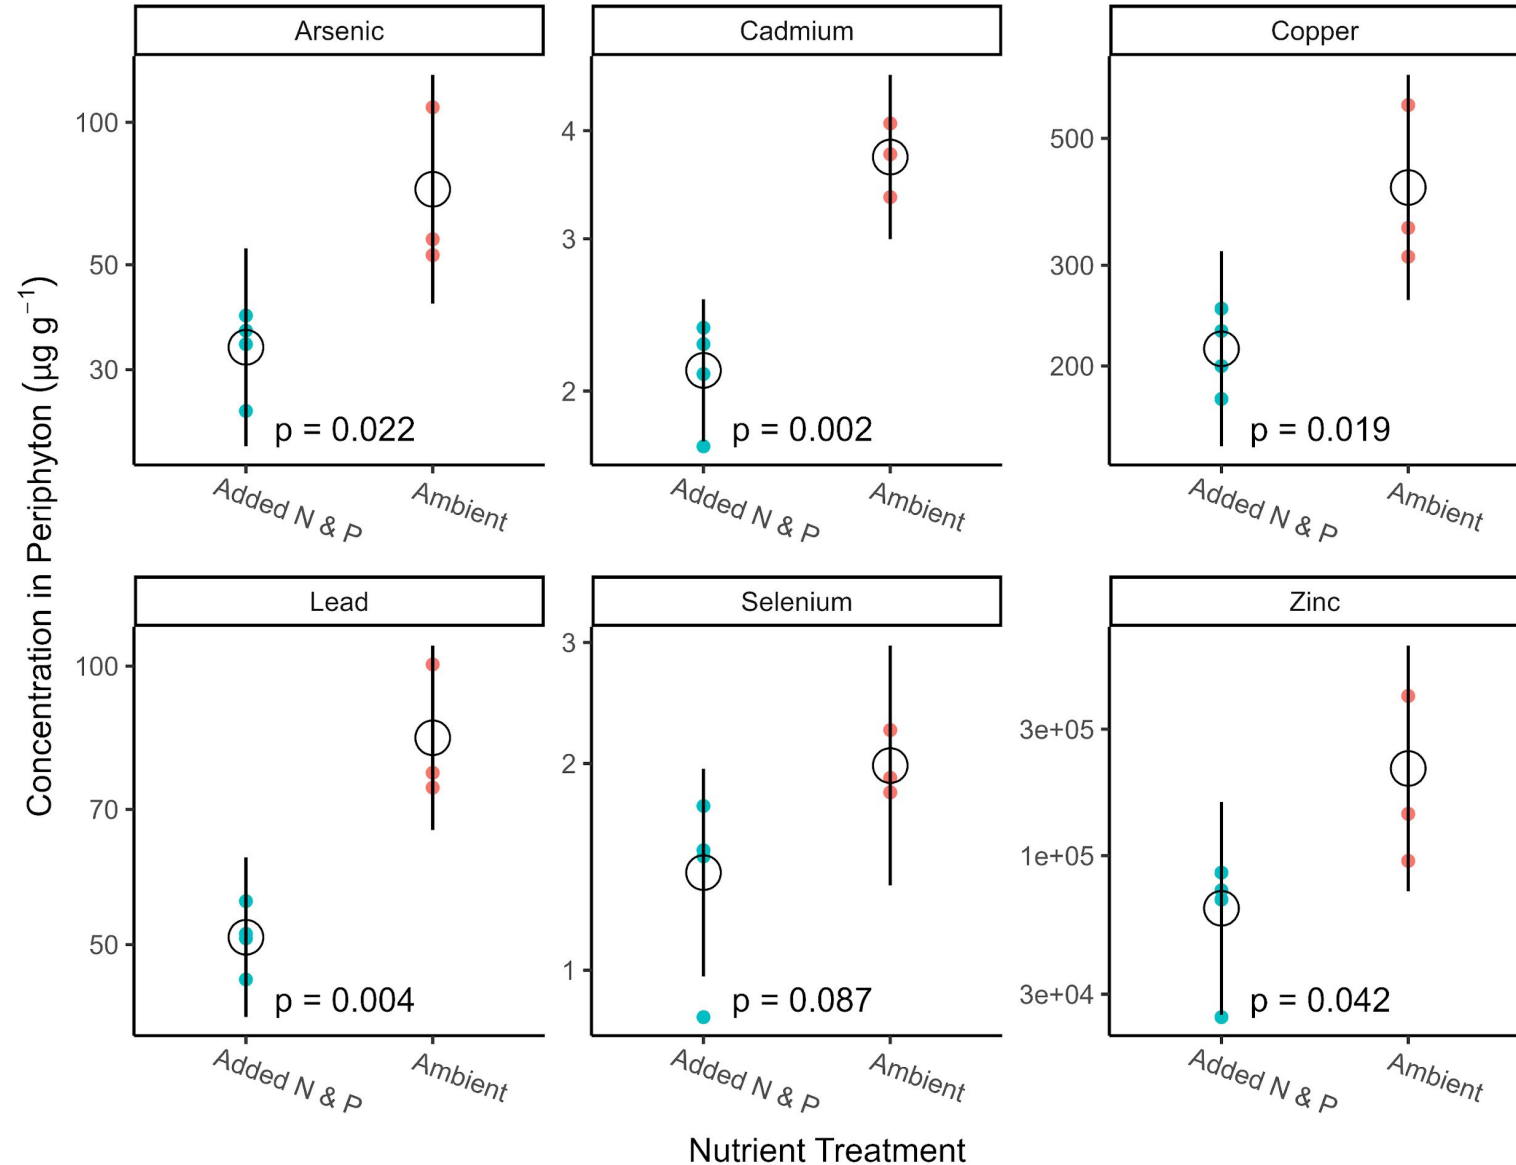 Arsenic
Cadmium
Copper
100
50
30
4
3
2
500
300
200
p = 0.022
p = 0.002
p = 0.019
Added N & P
Ambient
Added N & P
Ambient
Added N & P
Ambient
Concentration in Periphyton (µg g⁻¹)
Lead
Selenium
Zinc
100
70
50
3
2
1
3e+05
1e+05
3e+04
p = 0.004
p = 0.087
p = 0.042
Added N & P
Ambient
Added N & P
Ambient
Added N & P
Ambient
Nutrient Treatment